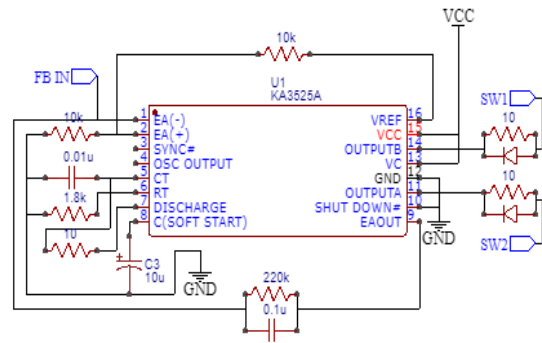 VCC
10k
FB IN
U1
KA3525A
SW1
10k
1 EA(-)
2 EA(+)
3 SYNC#
4 OSC OUTPUT
5 CT
6 RT
7 DISCHARGE
8 C(SOFT START)
VREF 16
VCC 15
OUTPUTB 14
VC 13
GND 12
OUTPUTA 11
SHUT DOWN# 10
EAOUT 9
10
0.01u
1.8k
10
10
GND
SW2
C3
10u
GND
220k
0.1u